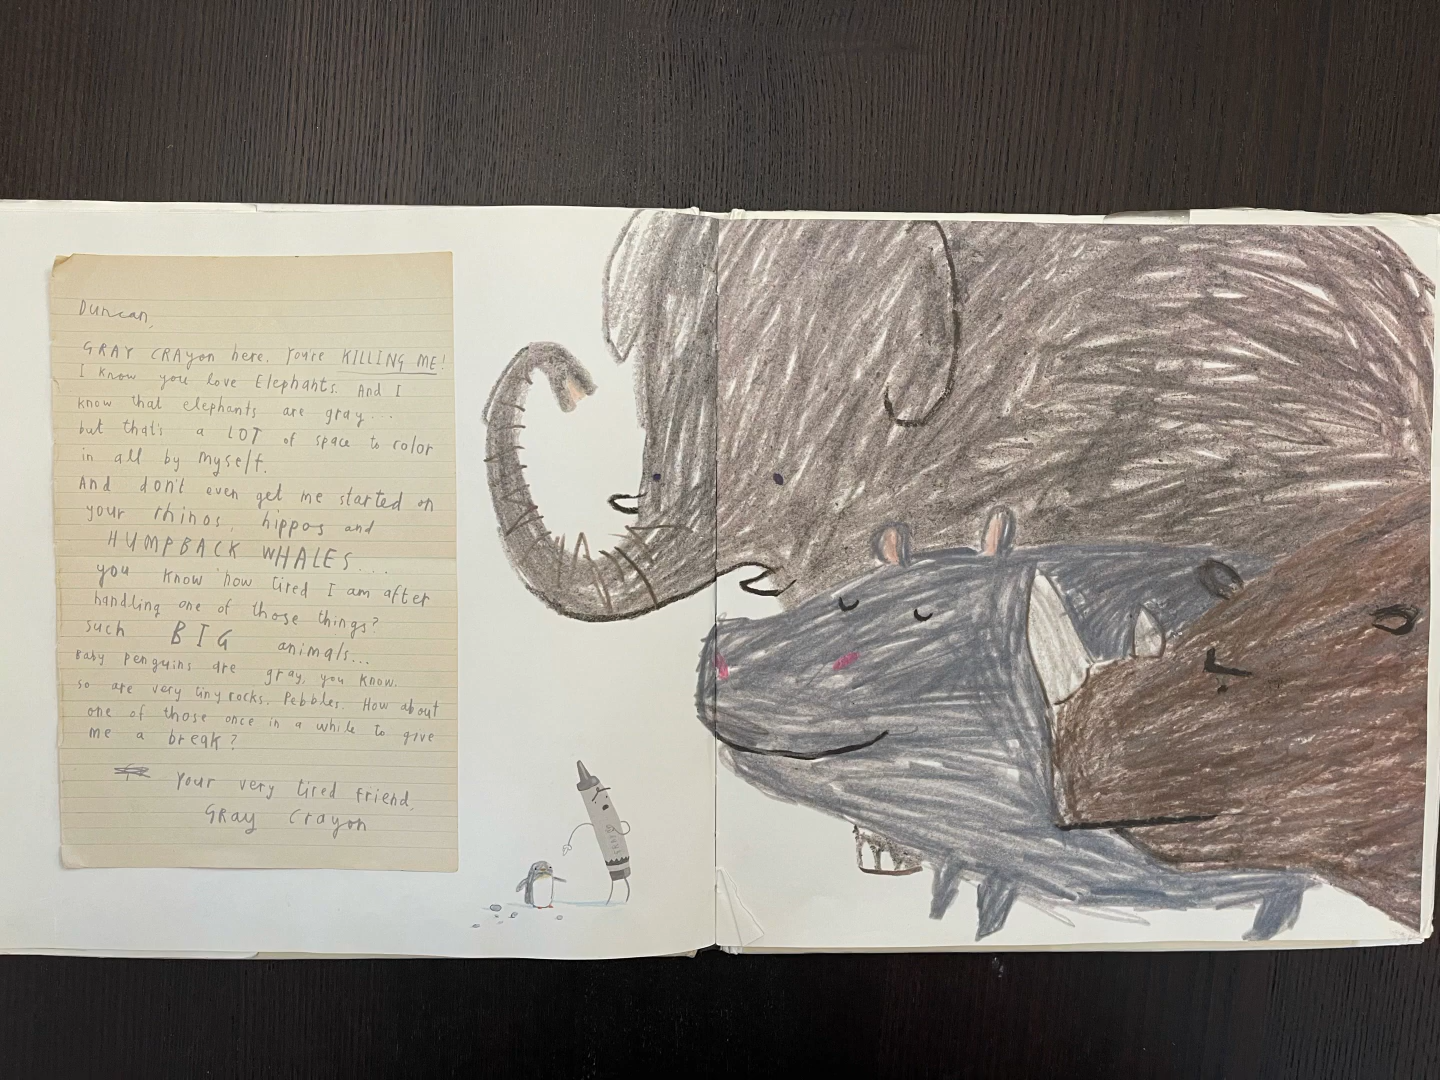 Duncan,
GRAY CRAyon here. You're KILLING ME!
I know you love Elephants. And I
know that elephants are gray...
but that's a LOT of space to color
in all by myself.
And don't even get me started on
your rhinos, hippos and
HUMPBACK WHALES...
you know how tired I am after
handling one of those things?
such BIG animals...
Baby penguins are gray, you know.
so are very tiny rocks. Pebbles. How about
one of those once in a while to give
me a break?
Your very tired friend,
GRay Crayon